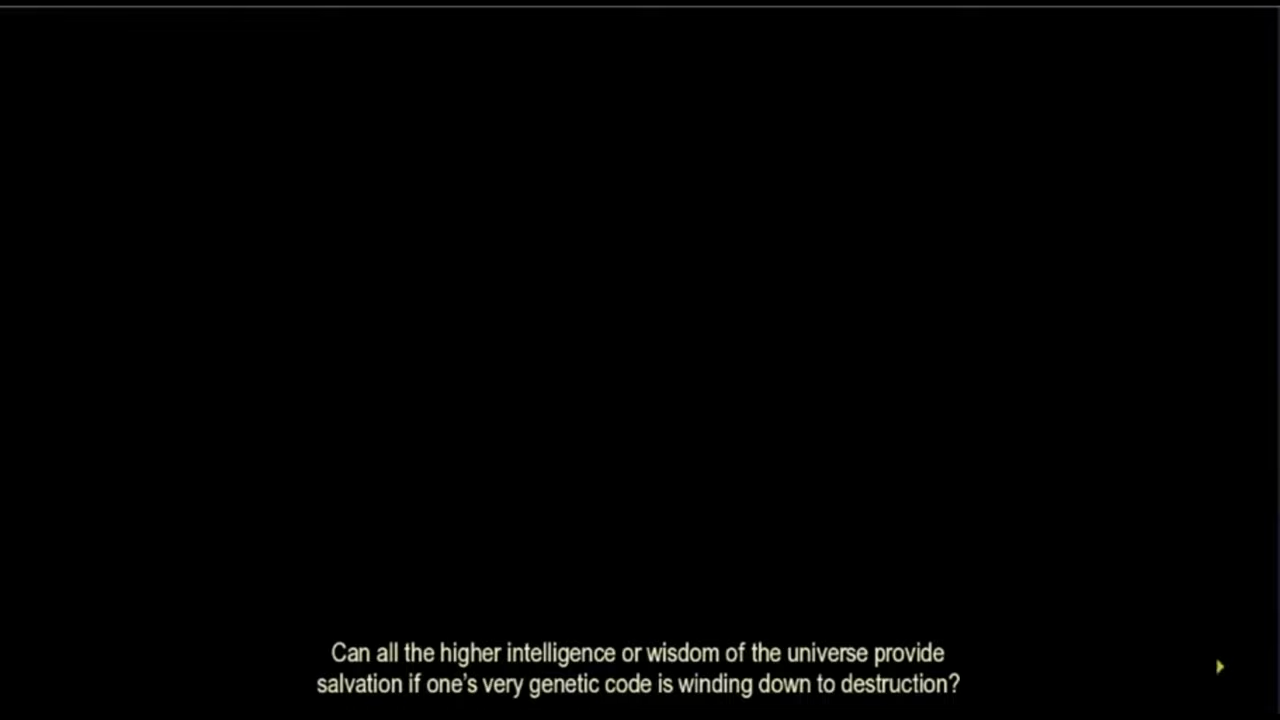 Can all the higher intelligence or wisdom of the universe provide
salvation if one's very genetic code is winding down to destruction?